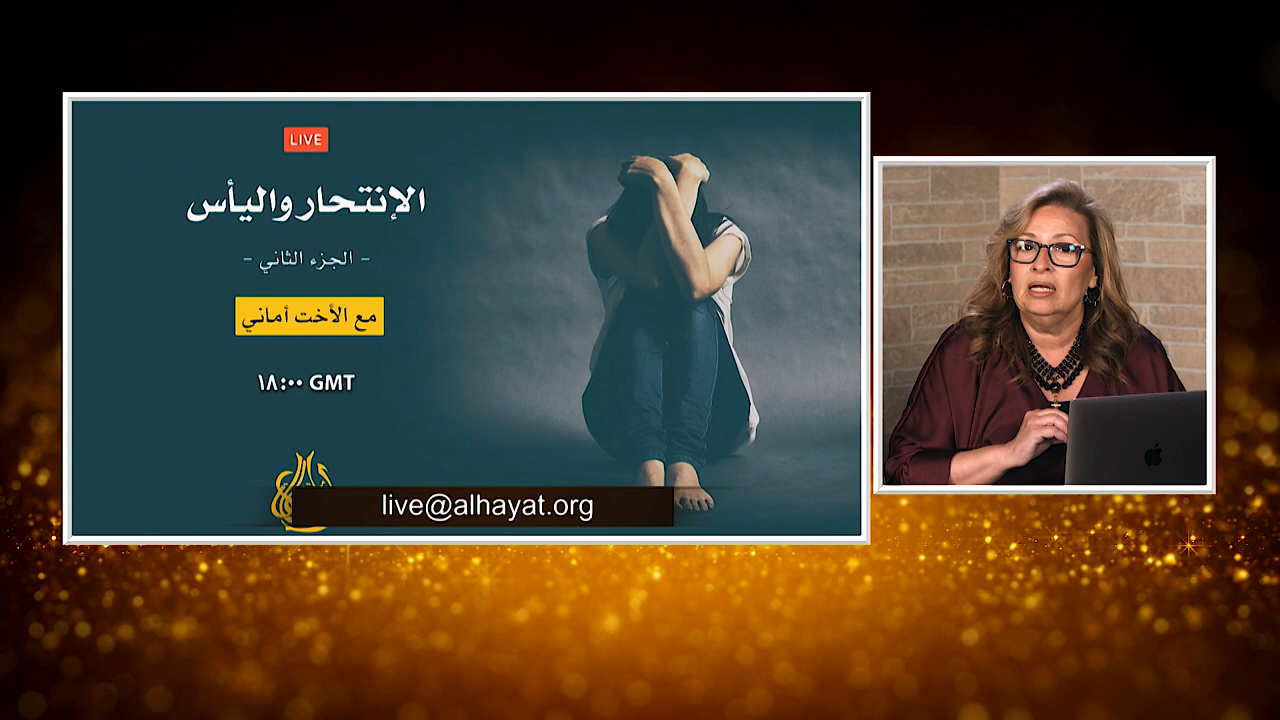 LIVE
الإنتحار واليأس
- الجزء الثاني -
مع الأخت أماني
١٨:٠٠ GMT
live@alhayat.org